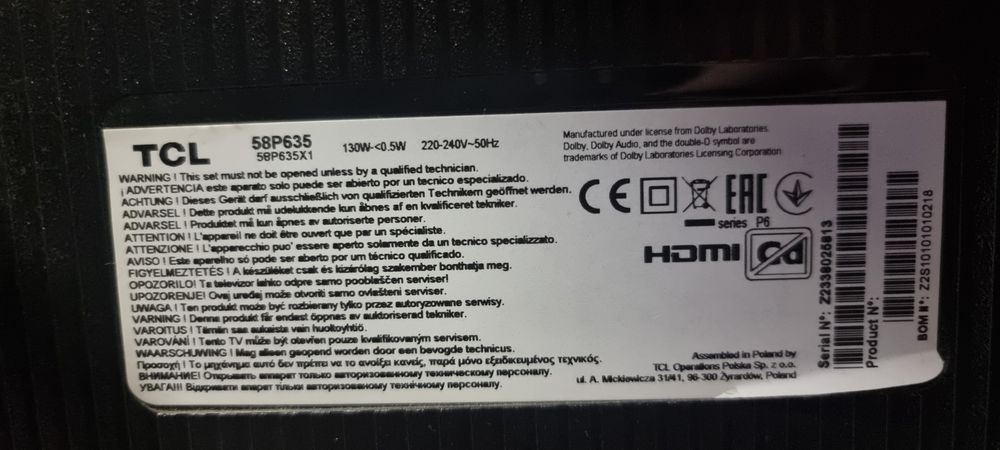 TCL
58P635
58P635X1
130W-<0.5W 220-240V~50Hz
Manufactured under license from Dolby Laboratories.
Dolby, Dolby Audio, and the double-D symbol are
trademarks of Dolby Laboratories Licensing Corporation
WARNING ! This set must not be opened unless by a qualified technician.
¡ ADVERTENCIA este aparato solo puede ser abierto por un tecnico especializado.
ACHTUNG ! Dieses Gerät darf ausschließlich von qualifizierten Technikern geöffnet werden.
ADVARSEL ! Dette produkt må udelukkende kun åbnes af en kvalificeret tekniker.
ADVARSEL ! Produktet må kun åpnes av autoriserte personer.
ATTENTION ! L'appareil ne doit être ouvert que par un spécialiste.
ATTENZIONE ! L'apparecchio puo' essere aperto solamente da un tecnico specializzato.
AVISO ! Este aparelho só pode ser aberto por um técnico qualificado.
FIGYELMEZTETÉS ! A készüléket csak és kizárólag szakember bonthatja meg.
OPOZORILO! Ta televizor lahko odpre samo pooblaščen serviser!
UPOZORENJE! Ovaj uređaj može otvoriti samo ovlašteni serviser.
UWAGA ! Ten produkt może być rozbierany tylko przez autoryzowane serwisy.
VARNING ! Denna produkt får endast öppnes av auktoriserad tekniker.
VAROITUS ! Tämän saa aukaista vain huoltoyhtiö.
VAROVÁNÍ ! Tento TV může být otevřen pouze kvalifikovaným servisem.
WAARSCHUWING ! Mag alleen geopend worden door een bevoegde technicus.
Προσοχή ! Το μηχάνημα αυτό δεν πρέπει να το ανοίξει κανείς, παρά μόνο εξειδικευμένος τεχνικός.
ВНИМАНИЕ! Открывать аппарат только авторизованному техническому персоналу.
УВАГА!!! Відкривати апарат тільки авторизованому технічному персоналу.
CE EAC
series P6
HDMI
Assembled in Poland by
TCL Operations Polska Sp. z o.o.
ul. A. Mickiewicza 31/41, 96-300 Żyrardów, Poland
Serial Nº: Z2338025813
Product Nº:
BOM Nº: Z2S10101010218